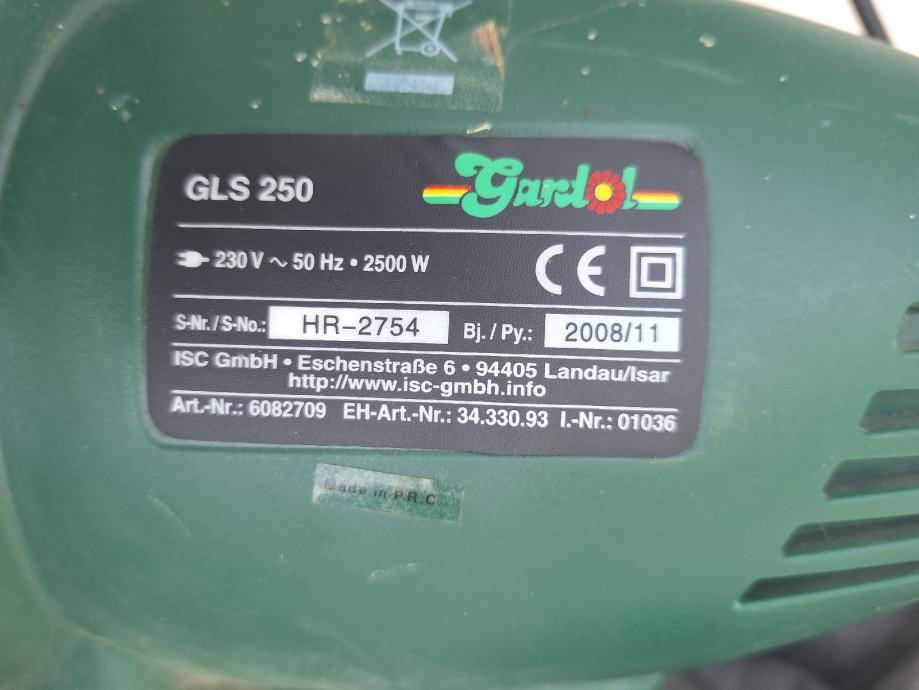 GLS 250
Gardol
230 V ~ 50 Hz • 2500 W
CE
S-Nr. / S-No.: HR-2754 Bj. / Py.: 2008/11
ISC GmbH • Eschenstraße 6 • 94405 Landau/Isar
http://www.isc-gmbh.info
Art.-Nr.: 6082709 EH-Art.-Nr.: 34.330.93 I.-Nr.: 01036
Made in P.R.C